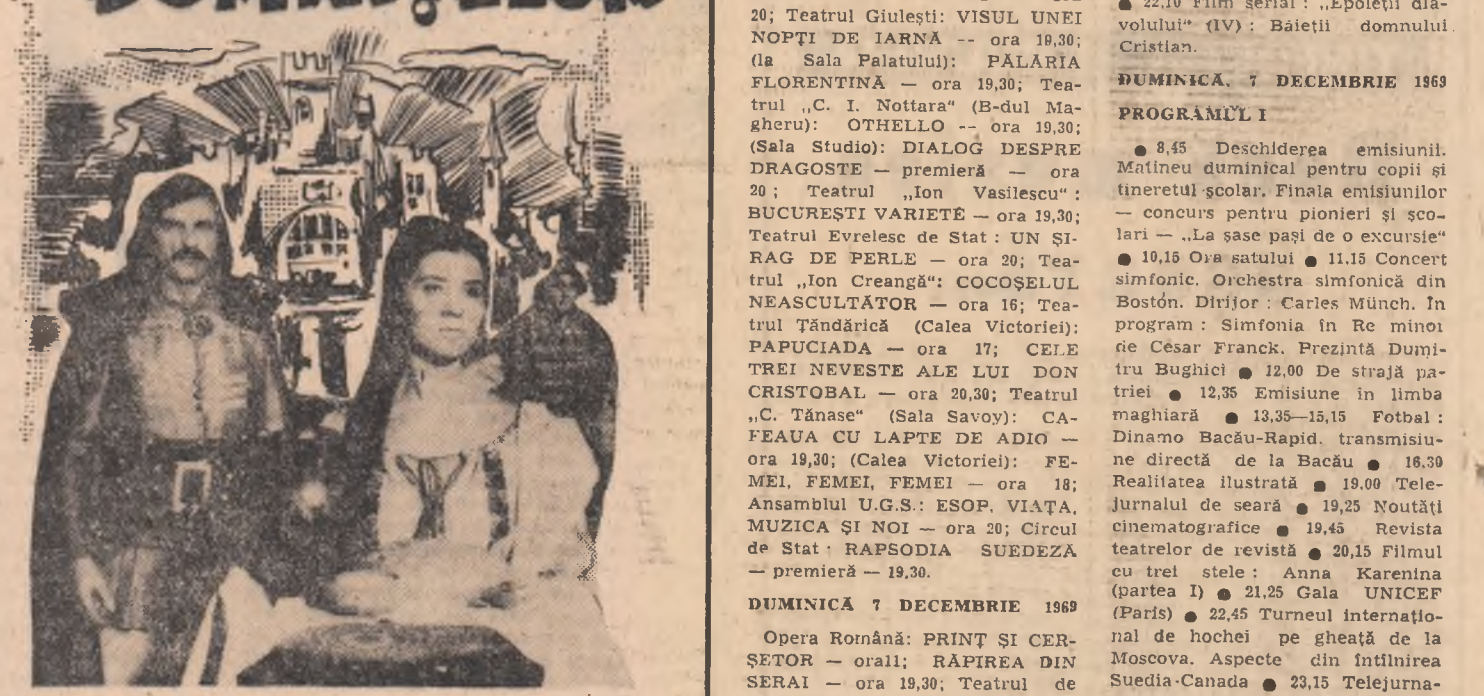 20; Teatrul Giulești: VISUL UNEI
NOPȚI DE IARNĂ -- ora 19,30;
(la Sala Palatului): PĂLĂRIA
FLORENTINĂ — ora 19,30; Tea-
trul „C. I. Nottara“ (B-dul Ma-
gheru): OTHELLO -- ora 19,30;
(Sala Studio): DIALOG DESPRE
DRAGOSTE — premieră — ora
20 ; Teatrul „Ion Vasilescu“ :
BUCUREȘTI VARIETE — ora 19,30;
Teatrul Evreiesc de Stat : UN ȘI-
RAG DE PERLE — ora 20; Tea-
trul „Ion Creangă“: COCOȘELUL
NEASCULTĂTOR — ora 16; Tea-
trul Țăndărică (Calea Victoriei):
PAPUCIADA — ora 17; CELE
TREI NEVESTE ALE LUI DON
CRISTOBAL — ora 20,30; Teatrul
„C. Tănase“ (Sala Savoy): CA-
FEAUA CU LAPTE DE ADIO —
ora 19,30; (Calea Victoriei): FE-
MEI, FEMEI, FEMEI — ora 18;
Ansamblul U.G.S.: ESOP, VIAȚA,
MUZICA ȘI NOI — ora 20; Circul
de Stat : RAPSODIA SUEDEZĂ
— premieră — 19,30.
DUMINICĂ 7 DECEMBRIE 1969
Opera Română: PRINȚ ȘI CER-
ȘETOR — ora11; RĂPIREA DIN
SERAI — ora 19,30; Teatrul de
● 22,10 Film serial : „Epoleții dia-
volului“ (IV) : Băieții domnului
Cristian.
DUMINICĂ, 7 DECEMBRIE 1969
PROGRAMUL I
● 8,45 Deschiderea emisiunii.
Matineu duminical pentru copii și
tineretul școlar. Finala emisiunilor
— concurs pentru pionieri și șco-
lari — „La șase pași de o excursie“
● 10,15 Ora satului ● 11,15 Concert
simfonic. Orchestra simfonică din
Boston. Dirijor : Carles Münch. În
program : Simfonia în Re minor
de Cesar Franck. Prezintă Dumi-
tru Bughici ● 12,00 De strajă pa-
triei ● 12,35 Emisiune în limba
maghiară ● 13,35—15,15 Fotbal :
Dinamo Bacău-Rapid. transmisiu-
ne directă de la Bacău ● 16.30
Realitatea ilustrată ● 19.00 Tele-
jurnalul de seară ● 19,25 Noutăți
cinematografice ● 19,45 Revista
teatrelor de revistă ● 20,15 Filmul
cu trei stele : Anna Karenina
(partea I) ● 21,25 Gala UNICEF
(Paris) ● 22,45 Turneul internațio-
nal de hochei pe gheață de la
Moscova. Aspecte din întîlnirea
Suedia-Canada ● 23,15 Telejurna-